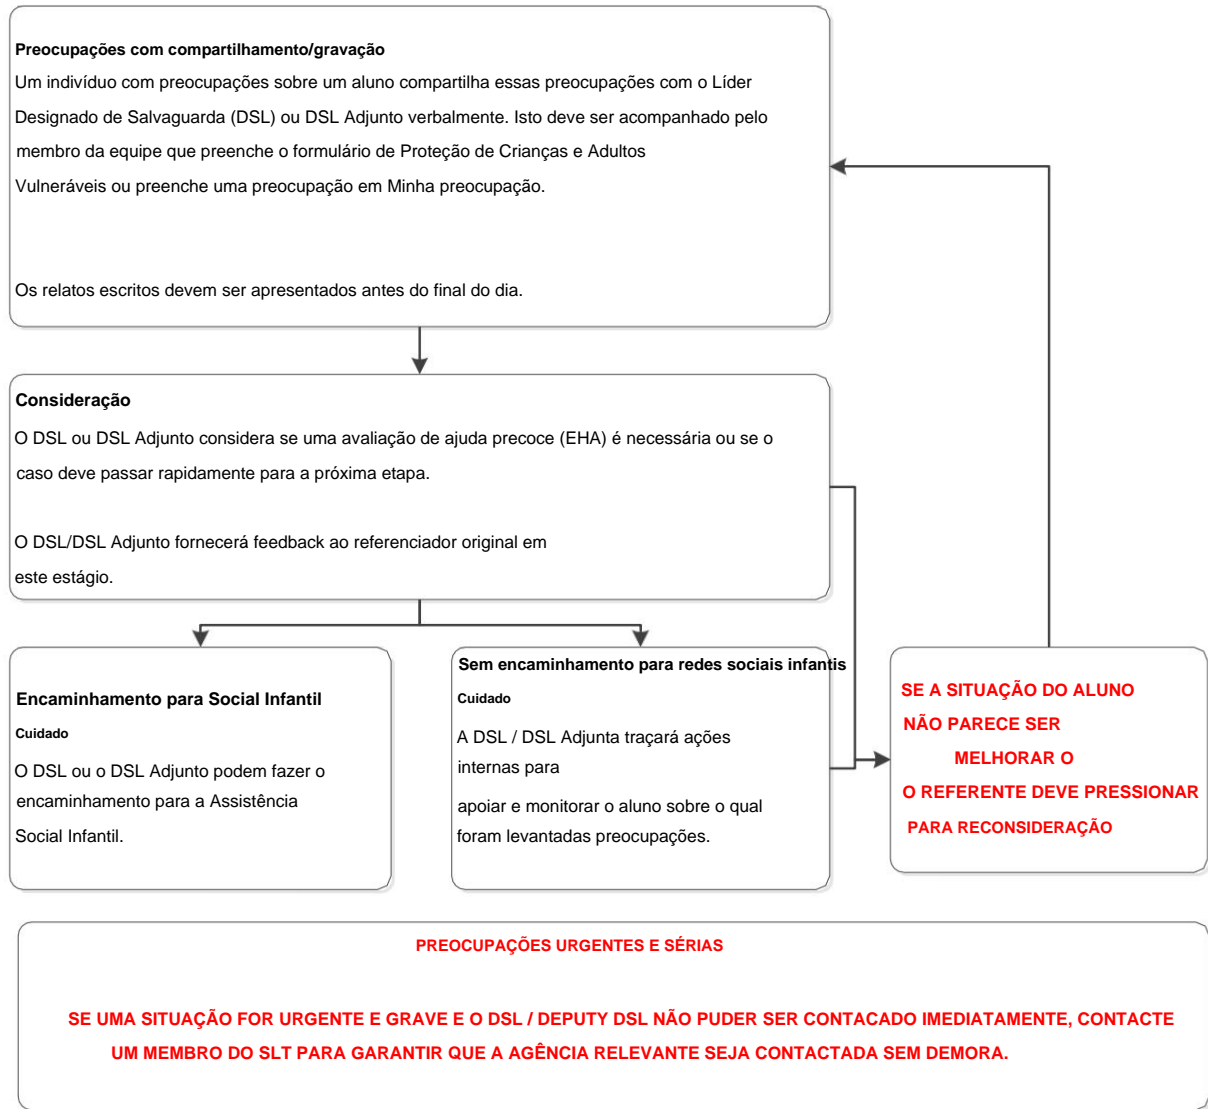 Preocupações com compartilhamento/gravação
Um indivíduo com preocupações sobre um aluno compartilha essas preocupações com o Líder
Designado de Salvaguarda (DSL) ou DSL Adjunto verbalmente. Isto deve ser acompanhado pelo
membro da equipe que preenche o formulário de Proteção de Crianças e Adultos
Vulneráveis ou preenche uma preocupação em Minha preocupação.
Os relatos escritos devem ser apresentados antes do final do dia.
Consideração
O DSL ou DSL Adjunto considera se uma avaliação de ajuda precoce (EHA) é necessária ou se o
caso deve passar rapidamente para a próxima etapa.
O DSL/DSL Adjunto fornecerá feedback ao referenciador original em
este estágio.
Encaminhamento para Social Infantil
Cuidado
O DSL ou o DSL Adjunto podem fazer o
encaminhamento para a Assistência
Social Infantil.
Sem encaminhamento para redes sociais infantis
Cuidado
A DSL / DSL Adjunta traçará ações
internas para
apoiar e monitorar o aluno sobre o qual
foram levantadas preocupações.
SE A SITUAÇÃO DO ALUNO
NÃO PARECE SER
MELHORAR O
O REFERENTE DEVE PRESSIONAR
PARA RECONSIDERAÇÃO
PREOCUPAÇÕES URGENTES E SÉRIAS
SE UMA SITUAÇÃO FOR URGENTE E GRAVE E O DSL / DEPUTY DSL NÃO PUDER SER CONTACADO IMEDIATAMENTE, CONTACTE
UM MEMBRO DO SLT PARA GARANTIR QUE A AGÊNCIA RELEVANTE SEJA CONTACTADA SEM DEMORA.